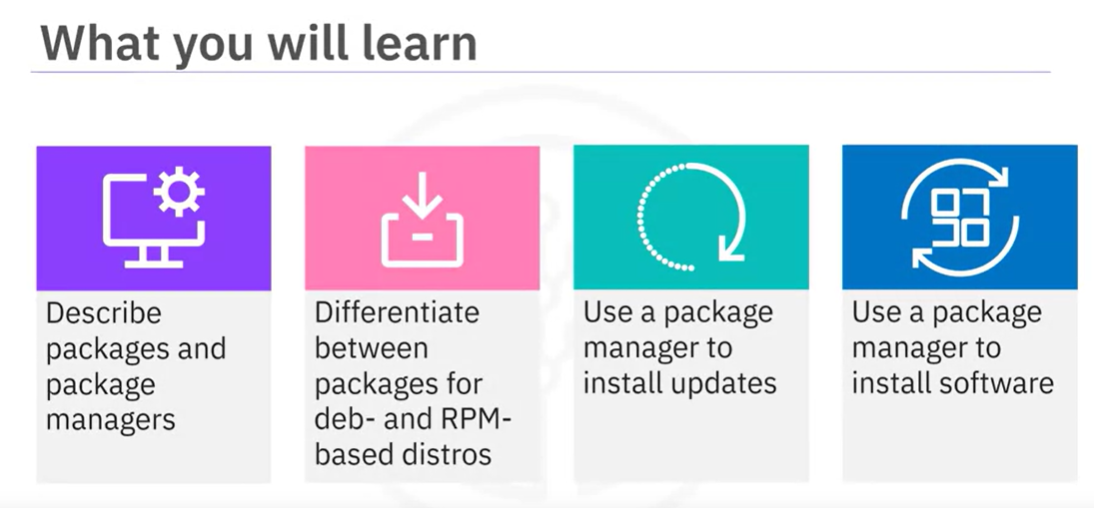 What you will learn
Describe
packages and
package
managers
Differentiate
between
packages for
deb- and RPM-
based distros
Use a package
manager to
install updates
Use a package
manager to
install software